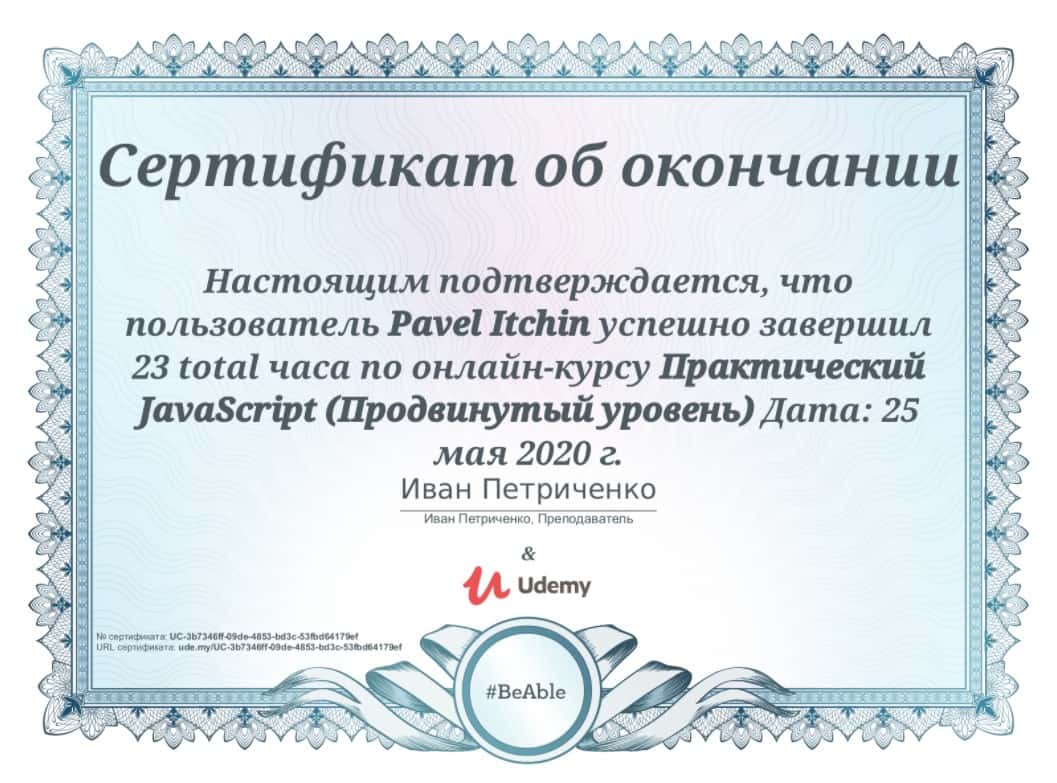 Сертификат об окончании
Настоящим подтверждается, что
пользователь Pavel Itchin успешно завершил
23 total часа по онлайн-курсу Практический
JavaScript (Продвинутый уровень) Дата: 25
мая 2020 г.
Иван Петриченко
Иван Петриченко, Преподаватель
&
Udemy
№ сертификата: UC-3b7346ff-09de-4853-bd3c-53fbd64179ef
URL сертификата: ude.my/UC-3b7346ff-09de-4853-bd3c-53fbd64179ef
#BeAble